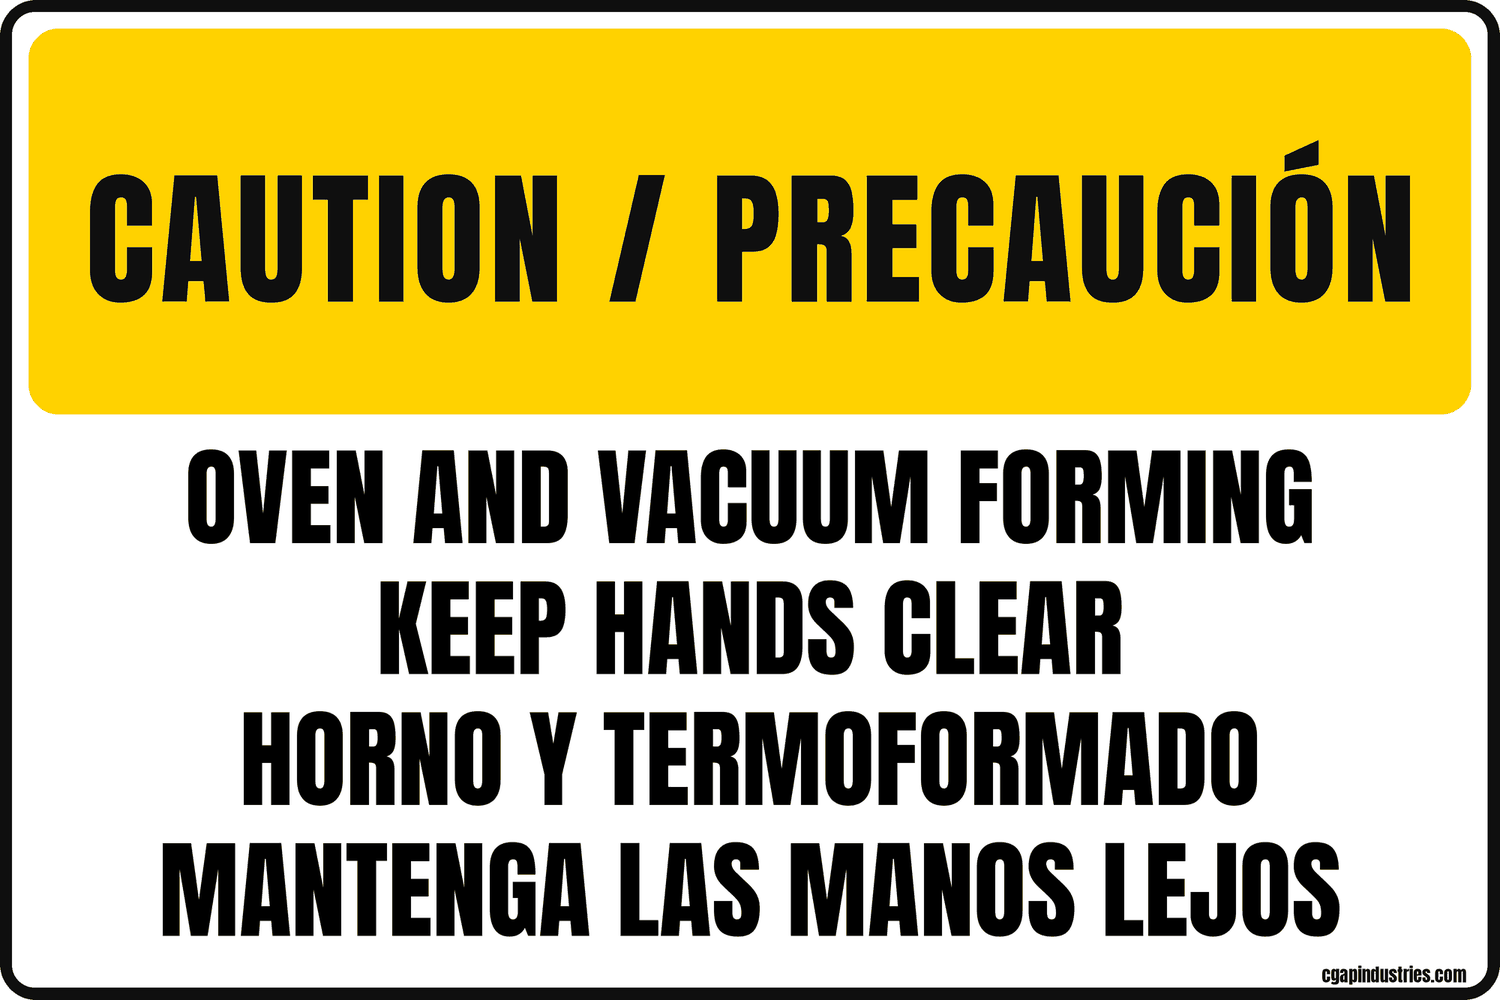 CAUTION / PRECAUCIÓN
OVEN AND VACUUM FORMING
KEEP HANDS CLEAR
HORNO Y TERMOFORMADO
MANTENGA LAS MANOS LEJOS
cgapindustries.com